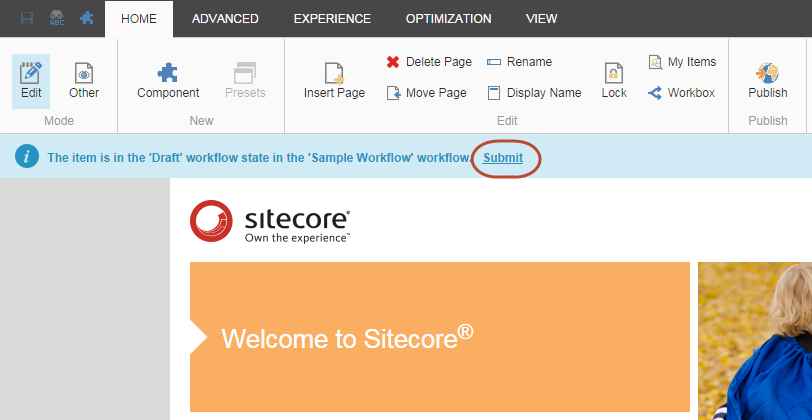 ABC
HOME ADVANCED EXPERIENCE OPTIMIZATION VIEW
Delete Page Rename My Items
Edit Other Component Presets Insert Page Move Page Display Name Lock Workbox Publish
Mode New Edit Publish
i The item is in the 'Draft' workflow state in the 'Sample Workflow' workflow. Submit
sitecore®
Own the experience™
Welcome to Sitecore®